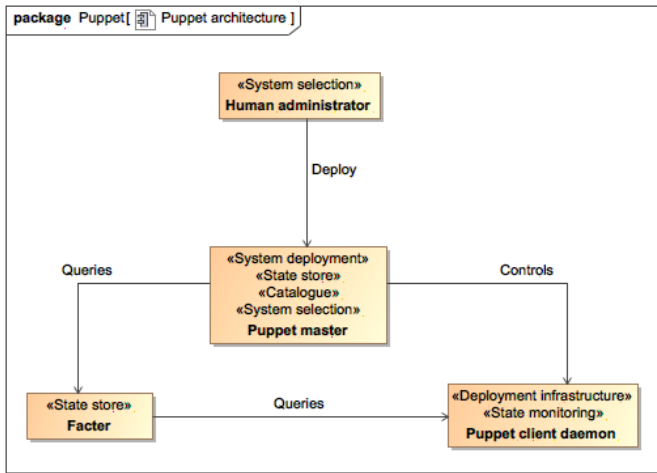 package Puppet[ Puppet architecture ]
«System selection»
Human administrator
Deploy
Queries
«System deployment»
«State store»
«Catalogue»
«System selection»
Puppet master
Controls
«State store»
Facter
Queries
«Deployment infrastructure»
«State monitoring»
Puppet client daemon